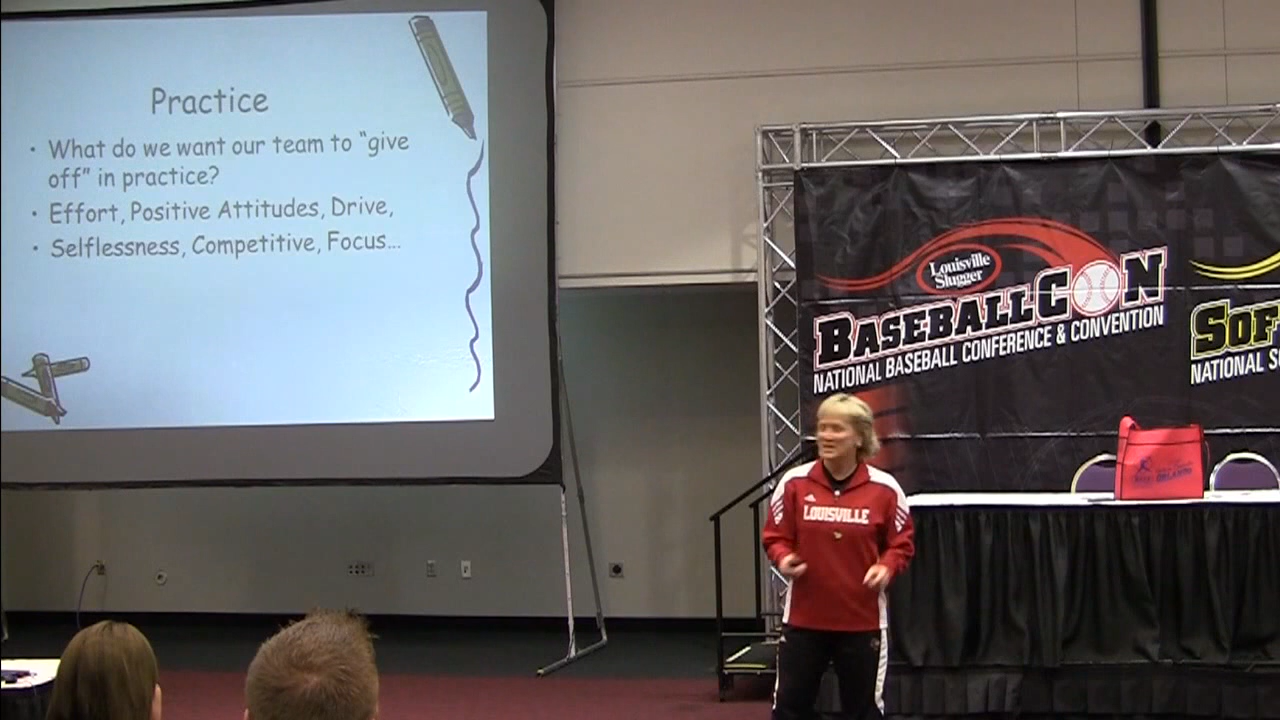 Practice
• What do we want our team to “give
off” in practice?
• Effort, Positive Attitudes, Drive,
• Selflessness, Competitive, Focus...
Louisville
Slugger
BASEBALLCON
NATIONAL BASEBALL CONFERENCE & CONVENTION
SOF
NATIONAL S
LOUISVILLE
ORLANDO